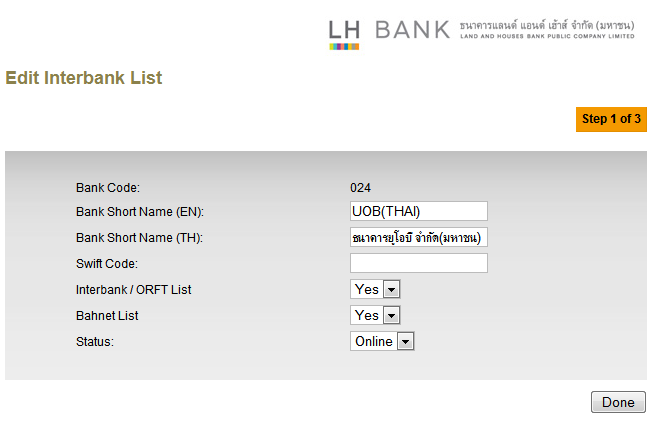 LH BANK
ธนาคารแลนด์ แอนด์ เฮ้าส์ จำกัด (มหาชน)
LAND AND HOUSES BANK PUBLIC COMPANY LIMITED
Edit Interbank List
Step 1 of 3
Bank Code: 024
Bank Short Name (EN): UOB(THAI)
Bank Short Name (TH): ธนาคารยูโอบี จำกัด(มหาชน)
Swift Code:
Interbank / ORFT List Yes
Bahnet List Yes
Status: Online
Done